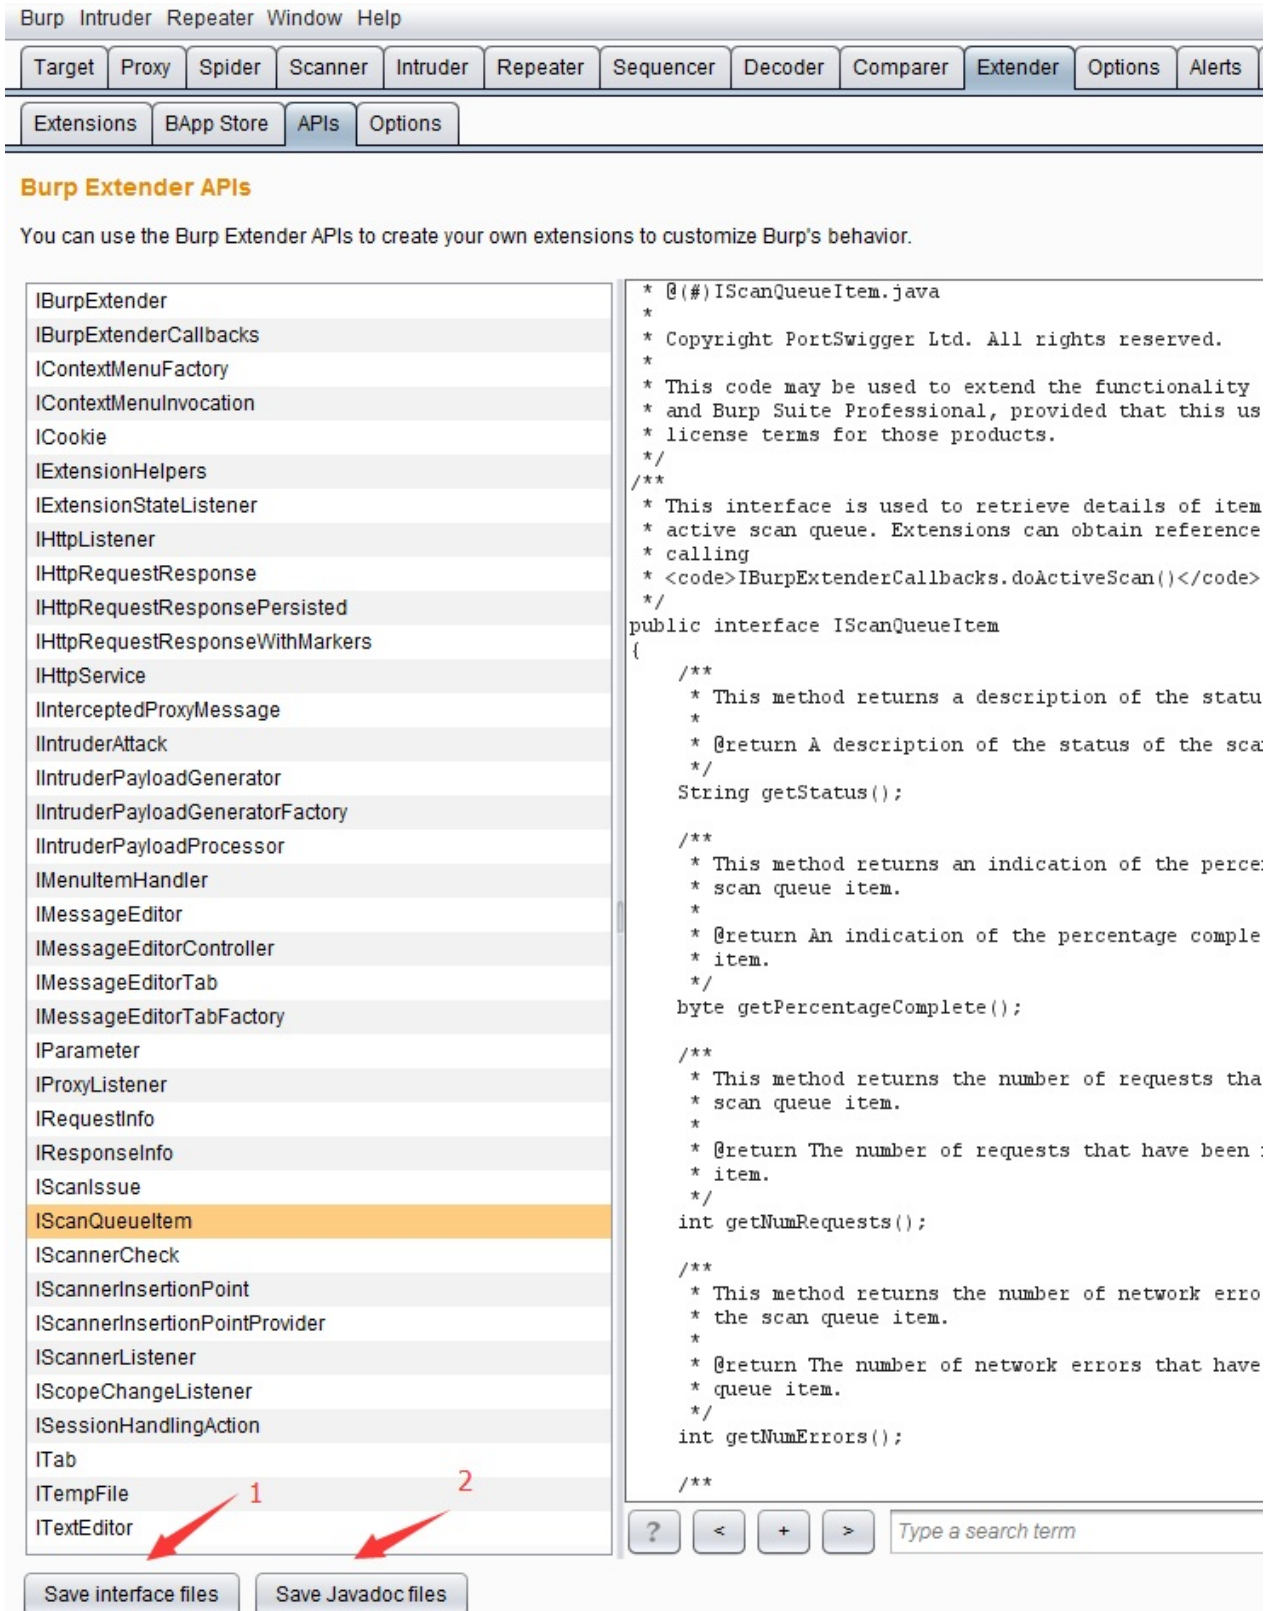 Burp Intruder Repeater Window Help
Target Proxy Spider Scanner Intruder Repeater Sequencer Decoder Comparer Extender Options Alerts
Extensions BApp Store APIs Options
Burp Extender APIs
You can use the Burp Extender APIs to create your own extensions to customize Burp's behavior.
IBurpExtender
IBurpExtenderCallbacks
IContextMenuFactory
IContextMenuInvocation
ICookie
IExtensionHelpers
IExtensionStateListener
IHttpListener
IHttpRequestResponse
IHttpRequestResponsePersisted
IHttpRequestResponseWithMarkers
IHttpService
IInterceptedProxyMessage
IIntruderAttack
IIntruderPayloadGenerator
IIntruderPayloadGeneratorFactory
IIntruderPayloadProcessor
IMenuItemHandler
IMessageEditor
IMessageEditorController
IMessageEditorTab
IMessageEditorTabFactory
IParameter
IProxyListener
IRequestInfo
IResponseInfo
IScanIssue
IScanQueueItem
IScannerCheck
IScannerInsertionPoint
IScannerInsertionPointProvider
IScannerListener
IScopeChangeListener
ISessionHandlingAction
ITab
ITempFile
ITextEditor
1
2
* @(#)IScanQueueItem.java
*
* Copyright PortSwigger Ltd. All rights reserved.
*
* This code may be used to extend the functionality
* and Burp Suite Professional, provided that this us
* license terms for those products.
*/
/**
* This interface is used to retrieve details of item
* active scan queue. Extensions can obtain reference
* calling
* <code>IBurpExtenderCallbacks.doActiveScan()</code>
*/
public interface IScanQueueItem
{
/**
* This method returns a description of the statu
*
* @return A description of the status of the sca
*/
String getStatus();
/**
* This method returns an indication of the perce
* scan queue item.
*
* @return An indication of the percentage comple
* item.
*/
byte getPercentageComplete();
/**
* This method returns the number of requests tha
* scan queue item.
*
* @return The number of requests that have been
* item.
*/
int getNumRequests();
/**
* This method returns the number of network erro
* the scan queue item.
*
* @return The number of network errors that have
* queue item.
*/
int getNumErrors();
/**
? < + > Type a search term
Save interface files Save Javadoc files